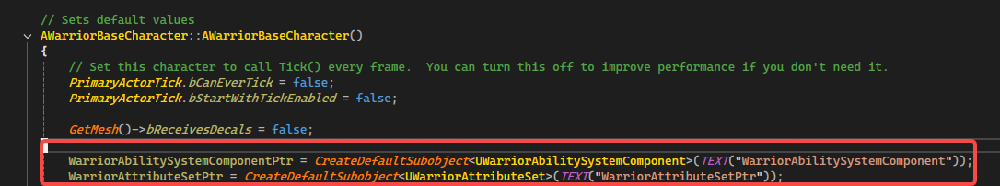 // Sets default values
AWarriorBaseCharacter::AWarriorBaseCharacter()
{
// Set this character to call Tick() every frame.  You can turn this off to improve performance if you don't need it.
PrimaryActorTick.bCanEverTick = false;
PrimaryActorTick.bStartWithTickEnabled = false;
GetMesh()->bReceivesDecals = false;
WarriorAbilitySystemComponentPtr = CreateDefaultSubobject<UWarriorAbilitySystemComponent>(TEXT("WarriorAbilitySystemComponent"));
WarriorAttributeSetPtr = CreateDefaultSubobject<UWarriorAttributeSet>(TEXT("WarriorAttributeSetPtr"));